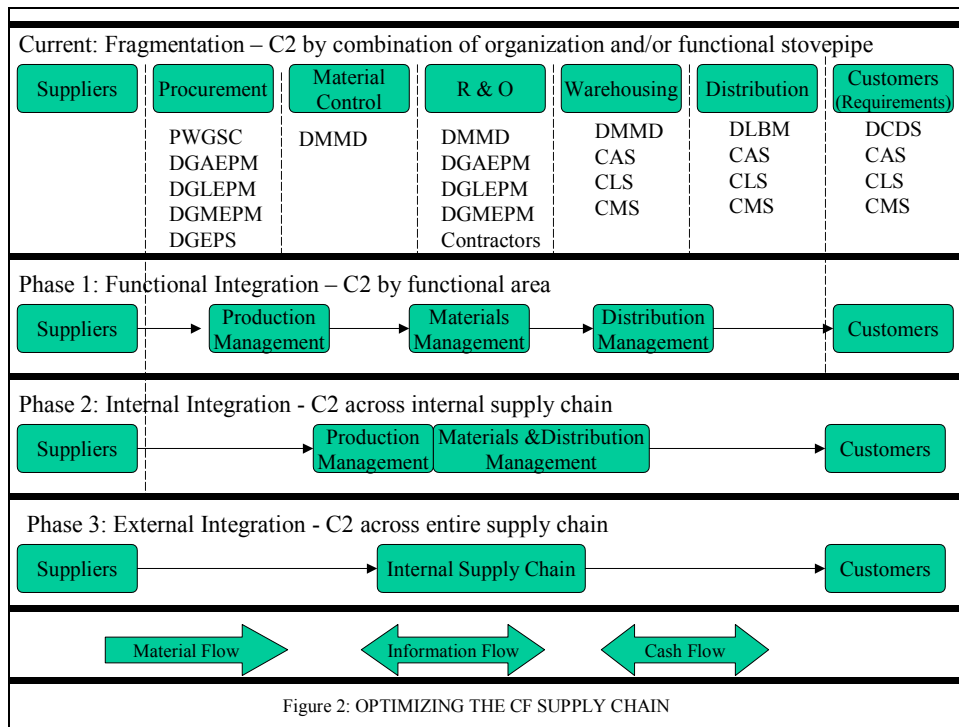 Current: Fragmentation – C2 by combination of organization and/or functional stovepipe
Suppliers
Procurement
Material
Control
R & O
Warehousing
Distribution
Customers
(Requirements)
PWGSC
DGAEPM
DGLEPM
DGMEPM
DGEPS
DMMD
DMMD
DGAEPM
DGLEPM
DGMEPM
Contractors
DMMD
CAS
CLS
CMS
DLBM
CAS
CLS
CMS
DCDS
CAS
CLS
CMS
Phase 1: Functional Integration – C2 by functional area
Suppliers
Production
Management
Materials
Management
Distribution
Management
Customers
Phase 2: Internal Integration - C2 across internal supply chain
Suppliers
Production
Management
Materials &Distribution
Management
Customers
Phase 3: External Integration - C2 across entire supply chain
Suppliers
Internal Supply Chain
Customers
Material Flow
Information Flow
Cash Flow
Figure 2: OPTIMIZING THE CF SUPPLY CHAIN